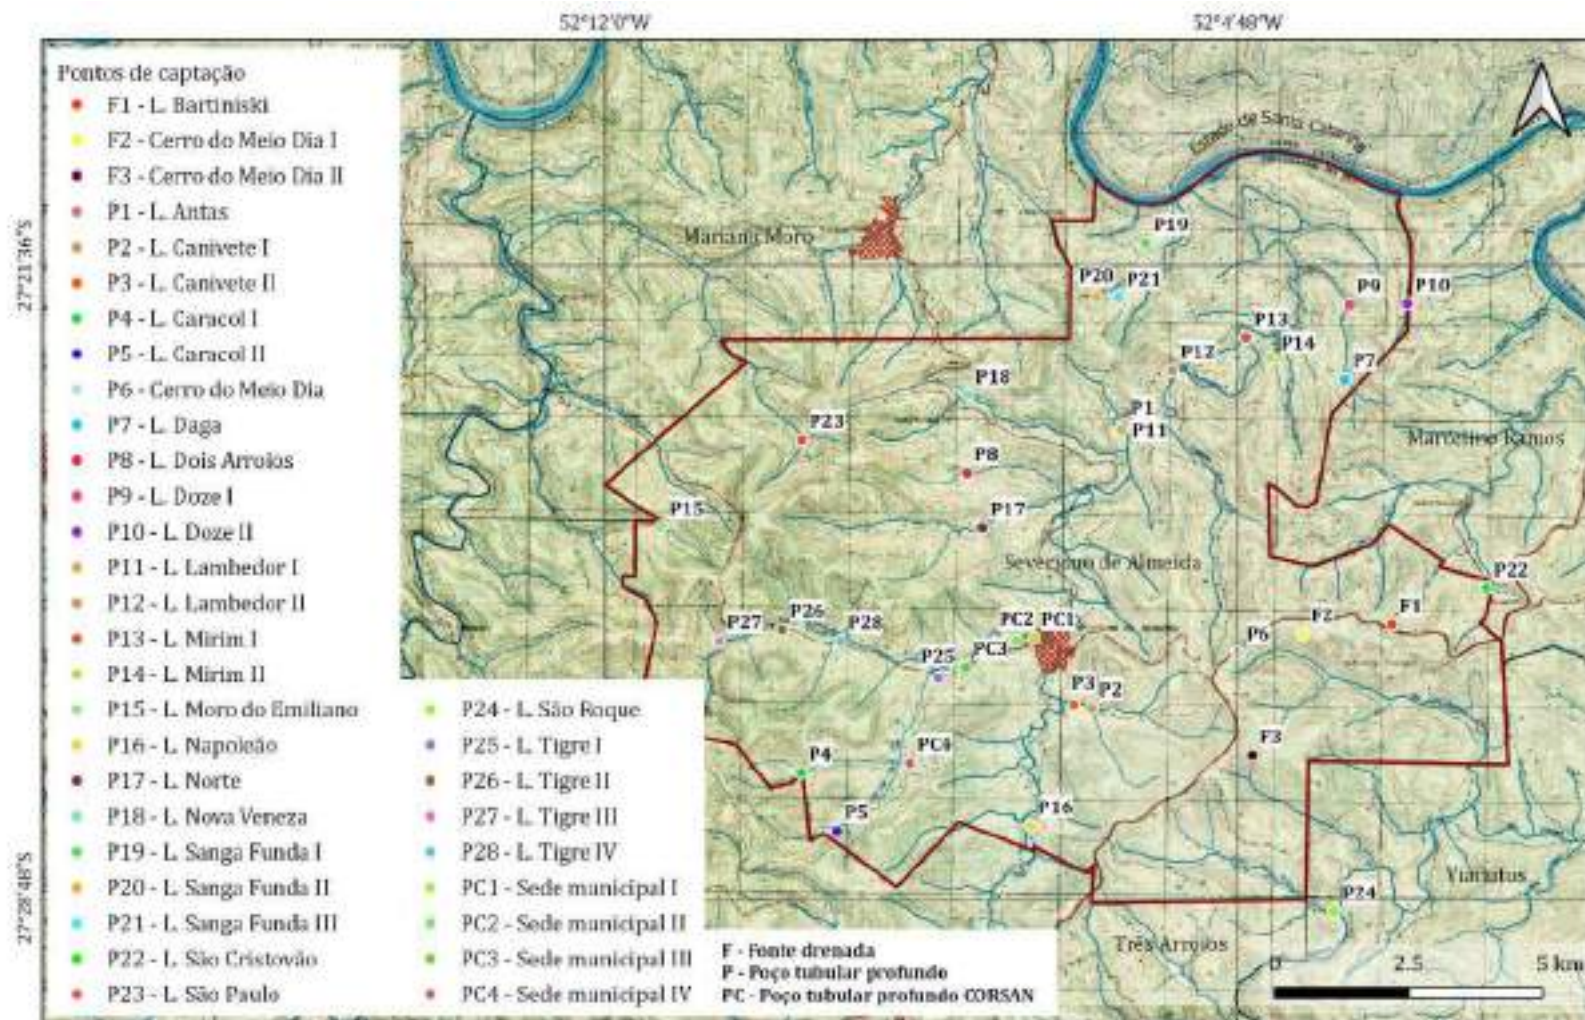 52°12'0"W
52°4'48"W
27°21'36"S
27°28'48"S
Pontos de captação
F1 - L. Bartiniski
F2 - Cerro do Meio Dia I
F3 - Cerro do Meio Dia II
P1 - L. Antas
P2 - L. Canivete I
P3 - L. Canivete II
P4 - L. Caracol I
P5 - L. Caracol II
P6 - Cerro do Meio Dia
P7 - L. Daga
P8 - L. Dois Arroios
P9 - L. Doze I
P10 - L. Doze II
P11 - L. Lambedor I
P12 - L. Lambedor II
P13 - L. Mirim I
P14 - L. Mirim II
P15 - L. Moro do Emiliano
P16 - L. Napoleão
P17 - L. Norte
P18 - L. Nova Veneza
P19 - L. Sanga Funda I
P20 - L. Sanga Funda II
P21 - L. Sanga Funda III
P22 - L. São Cristovão
P23 - L. São Paulo
P24 - L. São Roque
P25 - L. Tigre I
P26 - L. Tigre II
P27 - L. Tigre III
P28 - L. Tigre IV
PC1 - Sede municipal I
PC2 - Sede municipal II
PC3 - Sede municipal III
PC4 - Sede municipal IV
F - Fonte drenada
P - Poço tubular profundo
PC - Poço tubular profundo CORSAN
Estado de Santa Catarina
Mariano Moro
P19
P20
P21
P9
P10
P13
P14
P12
P7
P18
P1
P11
P23
P8
Marcelino Ramos
P15
P17
Severiano de Almeida
P22
F1
F2
P6
P27
P26
P28
PC2
PC1
PC3
P25
P3
P2
PC4
F3
P4
P5
P16
Viadutos
P24
Três Arroios
0
2.5
5 km